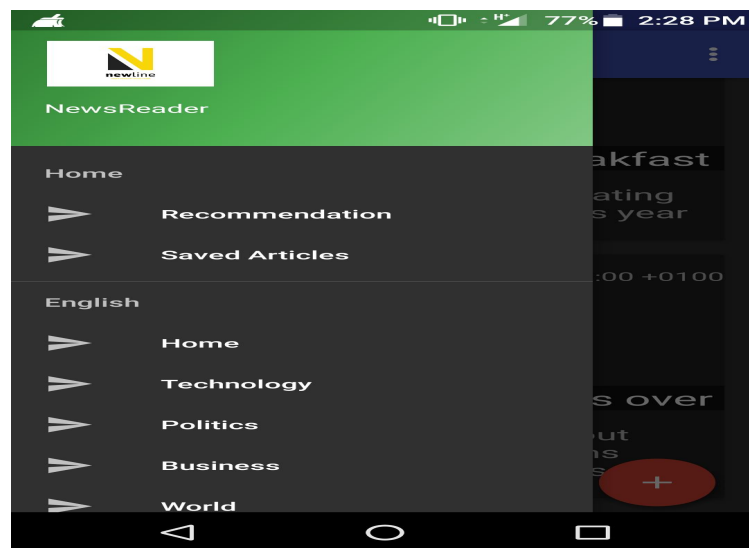 H+ 77% 2:28 PM
newline
NewsReader
Home
Recommendation
Saved Articles
English
Home
Technology
Politics
Business
World
akfast
ating
s year
:00 +0100
s over
out
ns
s